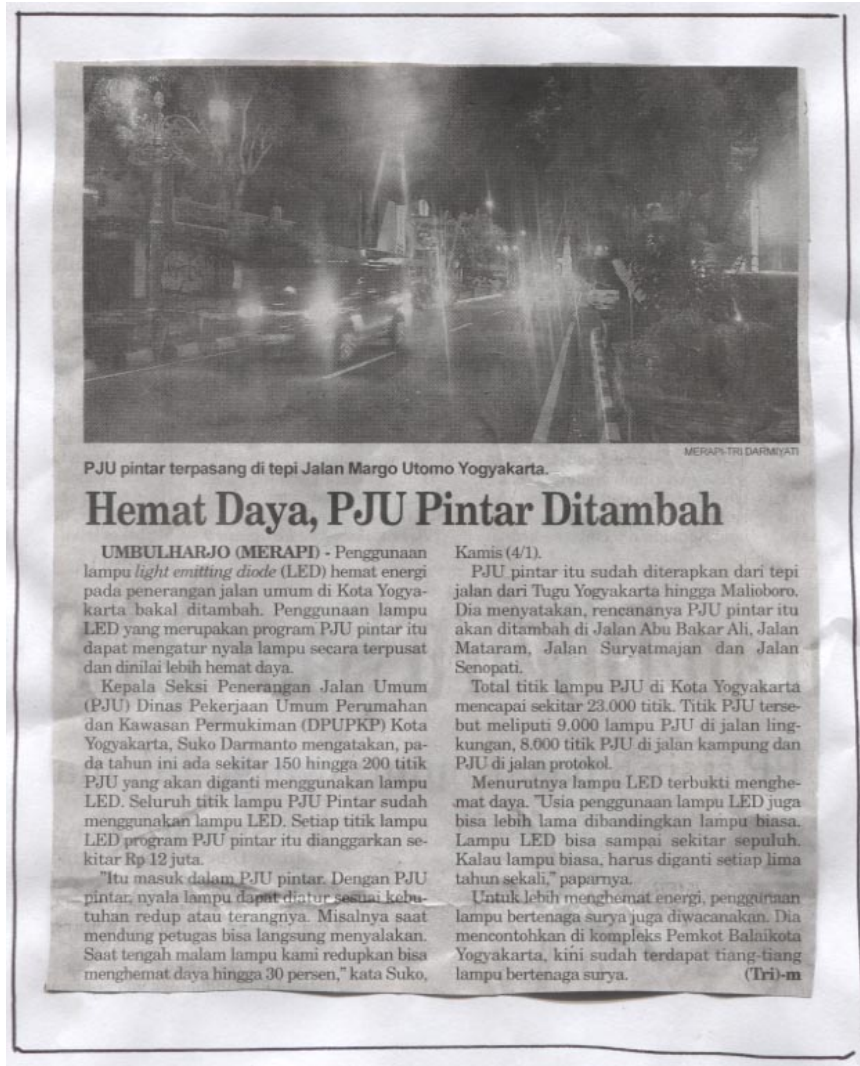 MERAPI-TRI DARMIYATI
PJU pintar terpasang di tepi Jalan Margo Utomo Yogyakarta.
Hemat Daya, PJU Pintar Ditambah
UMBULHARJO (MERAPI) - Penggunaan
lampu light emitting diode (LED) hemat energi
pada penerangan jalan umum di Kota Yogya-
karta bakal ditambah. Penggunaan lampu
LED yang merupakan program PJU pintar itu
dapat mengatur nyala lampu secara terpusat
dan dinilai lebih hemat daya.
Kepala Seksi Penerangan Jalan Umum
(PJU) Dinas Pekerjaan Umum Perumahan
dan Kawasan Permukiman (DPUPKP) Kota
Yogyakarta, Suko Darmanto mengatakan, pa-
da tahun ini ada sekitar 150 hingga 200 titik
PJU yang akan diganti menggunakan lampu
LED. Seluruh titik lampu PJU Pintar sudah
menggunakan lampu LED. Setiap titik lampu
LED program PJU pintar itu dianggarkan se-
kitar Rp 12 juta.
"Itu masuk dalam PJU pintar. Dengan PJU
pintar, nyala lampu dapat diatur sesuai kebu-
tuhan redup atau terangnya. Misalnya saat
mendung petugas bisa langsung menyalakan.
Saat tengah malam lampu kami redupkan bisa
menghemat daya hingga 30 persen," kata Suko,
Kamis (4/1).
PJU pintar itu sudah diterapkan dari tepi
jalan dari Tugu Yogyakarta hingga Malioboro.
Dia menyatakan, rencananya PJU pintar itu
akan ditambah di Jalan Abu Bakar Ali, Jalan
Mataram, Jalan Suryatmajan dan Jalan
Senopati.
Total titik lampu PJU di Kota Yogyakarta
mencapai sekitar 23.000 titik. Titik PJU terse-
but meliputi 9.000 lampu PJU di jalan ling-
kungan, 8.000 titik PJU di jalan kampung dan
PJU di jalan protokol.
Menurutnya lampu LED terbukti menghe-
mat daya. "Usia penggunaan lampu LED juga
bisa lebih lama dibandingkan lampu biasa.
Lampu LED bisa sampai sekitar sepuluh.
Kalau lampu biasa, harus diganti setiap lima
tahun sekali," paparnya.
Untuk lebih menghemat energi, penggunaan
lampu bertenaga surya juga diwacanakan. Dia
mencontohkan di kompleks Pemkot Balaikota
Yogyakarta, kini sudah terdapat tiang-tiang
lampu bertenaga surya. (Tri)-m